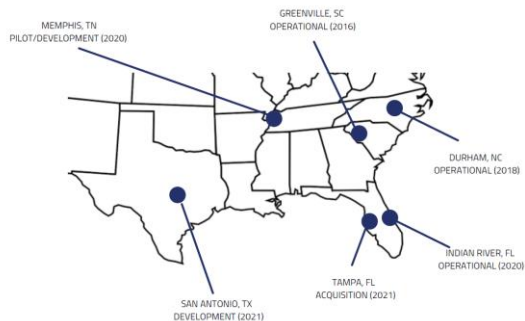 MEMPHIS, TN
PILOT/DEVELOPMENT (2020)
GREENVILLE, SC
OPERATIONAL (2016)
DURHAM, NC
OPERATIONAL (2018)
INDIAN RIVER, FL
OPERATIONAL (2020)
TAMPA, FL
ACQUISITION (2021)
SAN ANTONIO, TX
DEVELOPMENT (2021)